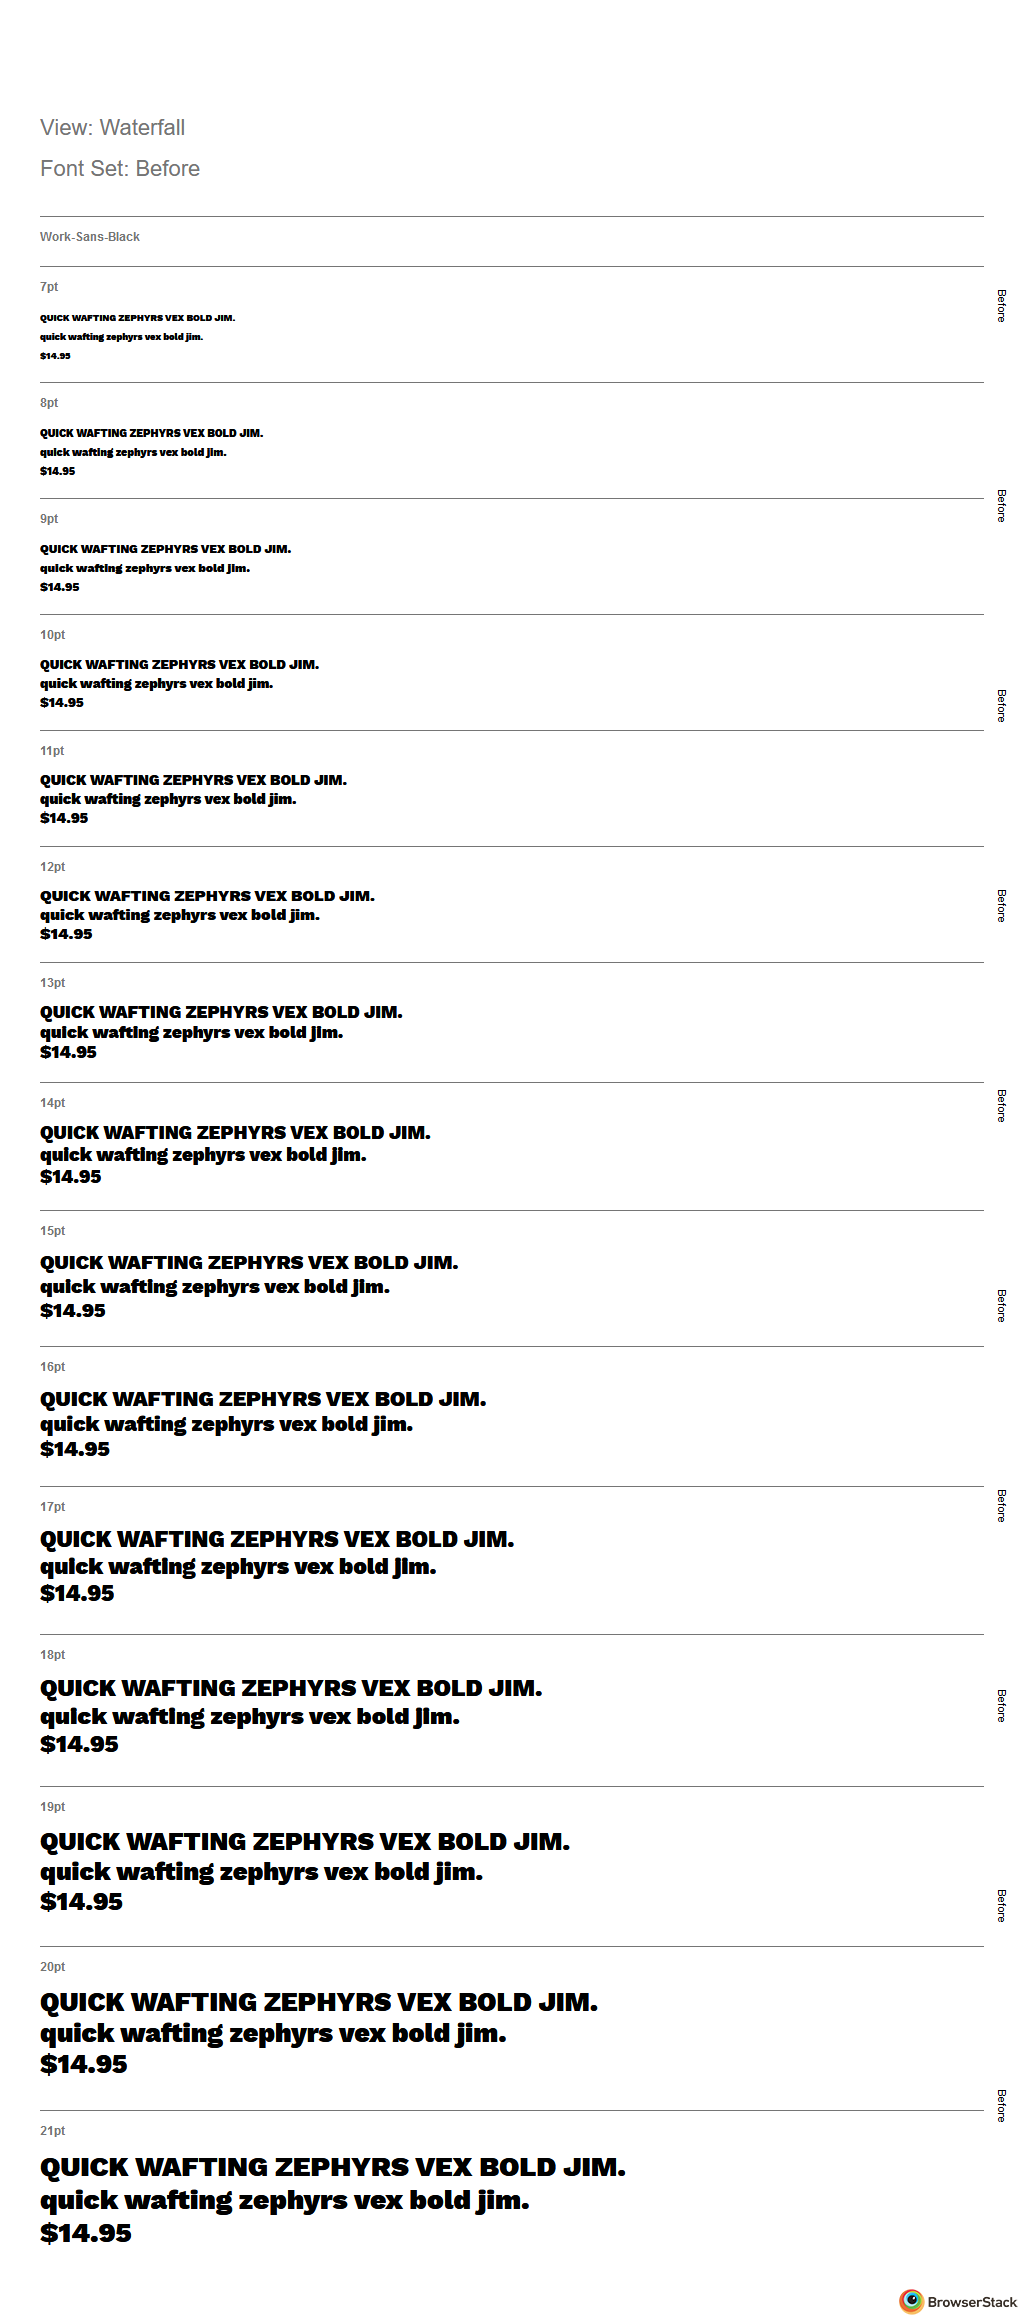 View: Waterfall
Font Set: Before
Work-Sans-Black
7pt
Before
QUICK WAFTING ZEPHYRS VEX BOLD JIM.
quick wafting zephyrs vex bold jim.
$14.95
8pt
QUICK WAFTING ZEPHYRS VEX BOLD JIM.
quick wafting zephyrs vex bold jim.
$14.95
Before
9pt
QUICK WAFTING ZEPHYRS VEX BOLD JIM.
quick wafting zephyrs vex bold jim.
$14.95
10pt
QUICK WAFTING ZEPHYRS VEX BOLD JIM.
quick wafting zephyrs vex bold jim.
$14.95
Before
11pt
QUICK WAFTING ZEPHYRS VEX BOLD JIM.
quick wafting zephyrs vex bold jim.
$14.95
12pt
QUICK WAFTING ZEPHYRS VEX BOLD JIM.
Before
quick wafting zephyrs vex bold jim.
$14.95
13pt
QUICK WAFTING ZEPHYRS VEX BOLD JIM.
quick wafting zephyrs vex bold jim.
$14.95
14pt
Before
QUICK WAFTING ZEPHYRS VEX BOLD JIM.
quick wafting zephyrs vex bold jim.
$14.95
15pt
QUICK WAFTING ZEPHYRS VEX BOLD JIM.
quick wafting zephyrs vex bold jim.
$14.95
Before
16pt
QUICK WAFTING ZEPHYRS VEX BOLD JIM.
quick wafting zephyrs vex bold jim.
$14.95
17pt
Before
QUICK WAFTING ZEPHYRS VEX BOLD JIM.
quick wafting zephyrs vex bold jim.
$14.95
18pt
QUICK WAFTING ZEPHYRS VEX BOLD JIM.
Before
quick wafting zephyrs vex bold jim.
$14.95
19pt
QUICK WAFTING ZEPHYRS VEX BOLD JIM.
quick wafting zephyrs vex bold jim.
$14.95
Before
20pt
QUICK WAFTING ZEPHYRS VEX BOLD JIM.
quick wafting zephyrs vex bold jim.
$14.95
Before
21pt
QUICK WAFTING ZEPHYRS VEX BOLD JIM.
quick wafting zephyrs vex bold jim.
$14.95
BrowserStack